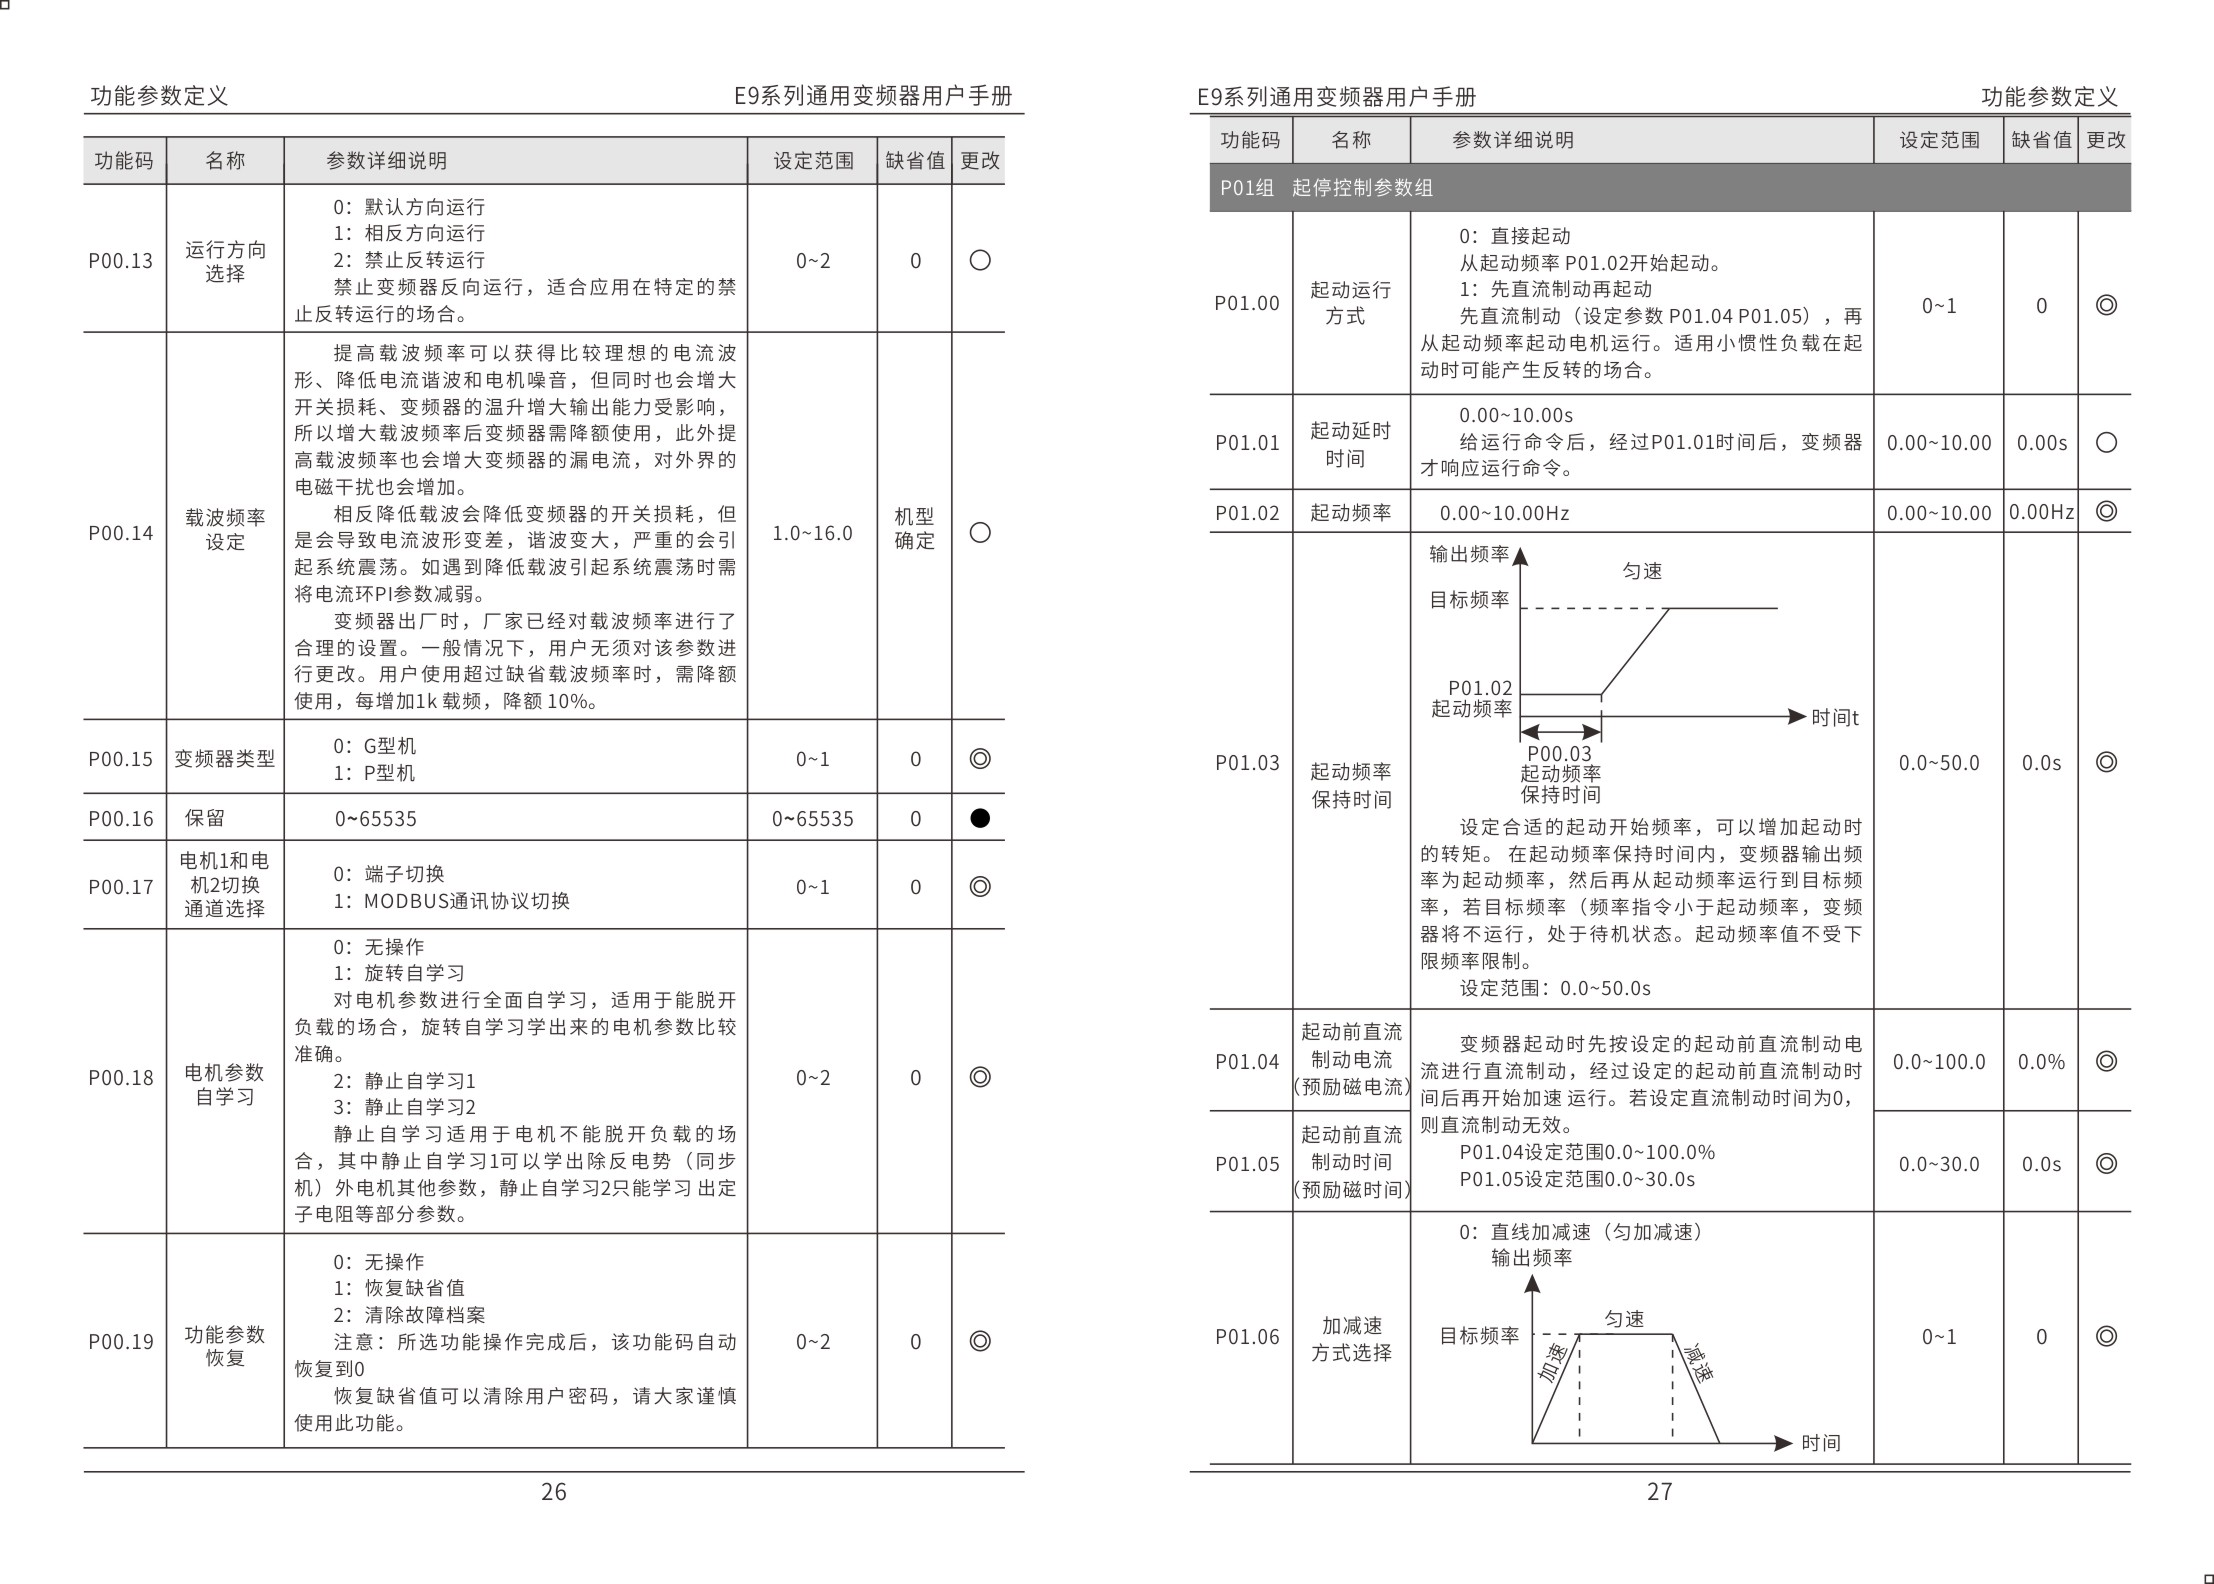 功能参数定义
E9系列通用变频器用户手册
功能码 名称 参数详细说明 设定范围 缺省值 更改
P00.13
运行方向
选择
0：默认方向运行
1：相反方向运行
2：禁止反转运行
禁止变频器反向运行，适合应用在特定的禁
止反转运行的场合。
0~2
0
○
P00.14
载波频率
设定
提高载波频率可以获得比较理想的电流波
形、降低电流谐波和电机噪音，但同时也会增大
开关损耗、变频器的温升增大输出能力受影响，
所以增大载波频率后变频器需降额使用，此外提
高载波频率也会增大变频器的漏电流，对外界的
电磁干扰也会增加。
相反降低载波会降低变频器的开关损耗，但
是会导致电流波形变差，谐波变大，严重的会引
起系统震荡。如遇到降低载波引起系统震荡时需
将电流环PI参数减弱。
变频器出厂时，厂家已经对载波频率进行了
合理的设置。一般情况下，用户无须对该参数进
行更改。用户使用超过缺省载波频率时，需降额
使用，每增加1k 载频，降额 10%。
1.0~16.0
机型
确定
○
P00.15
变频器类型
0：G型机
1：P型机
0~1
0
◎
P00.16
保留
0~65535
0~65535
0
●
P00.17
电机1和电
机2切换
通道选择
0：端子切换
1：MODBUS通讯协议切换
0~1
0
◎
P00.18
电机参数
自学习
0：无操作
1：旋转自学习
对电机参数进行全面自学习，适用于能脱开
负载的场合，旋转自学习学出来的电机参数比较
准确。
2：静止自学习1
3：静止自学习2
静止自学习适用于电机不能脱开负载的场
合，其中静止自学习1可以学出除反电势（同步
机）外电机其他参数，静止自学习2只能学习 出定
子电阻等部分参数。
0~2
0
◎
P00.19
功能参数
恢复
0：无操作
1：恢复缺省值
2：清除故障档案
注意：所选功能操作完成后，该功能码自动
恢复到0
恢复缺省值可以清除用户密码，请大家谨慎
使用此功能。
0~2
0
◎
26
E9系列通用变频器用户手册
功能参数定义
功能码 名称 参数详细说明 设定范围 缺省值 更改
P01组 起停控制参数组
P01.00
起动运行
方式
0：直接起动
从起动频率 P01.02开始起动。
1：先直流制动再起动
先直流制动（设定参数 P01.04 P01.05），再
从起动频率起动电机运行。适用小惯性负载在起
动时可能产生反转的场合。
0~1
0
◎
P01.01
起动延时
时间
0.00~10.00s
给运行命令后，经过P01.01时间后，变频器
才响应运行命令。
0.00~10.00
0.00s
○
P01.02
起动频率
0.00~10.00Hz
0.00~10.00
0.00Hz
◎
P01.03
起动频率
保持时间
输出频率
匀速
目标频率
P01.02
起动频率
时间t
P00.03
起动频率
保持时间
设定合适的起动开始频率，可以增加起动时
的转矩。 在起动频率保持时间内，变频器输出频
率为起动频率，然后再从起动频率运行到目标频
率，若目标频率（频率指令小于起动频率，变频
器将不运行，处于待机状态。起动频率值不受下
限频率限制。
设定范围：0.0~50.0s
0.0~50.0
0.0s
◎
P01.04
起动前直流
制动电流
(预励磁电流)
变频器起动时先按设定的起动前直流制动电
流进行直流制动，经过设定的起动前直流制动时
间后再开始加速 运行。若设定直流制动时间为0，
则直流制动无效。
P01.04设定范围0.0~100.0%
P01.05设定范围0.0~30.0s
0.0~100.0
0.0%
◎
P01.05
起动前直流
制动时间
(预励磁时间)
0.0~30.0
0.0s
◎
P01.06
加减速
方式选择
0：直线加减速（匀加减速）
输出频率
匀速
目标频率
加速
减速
时间
0~1
0
◎
27